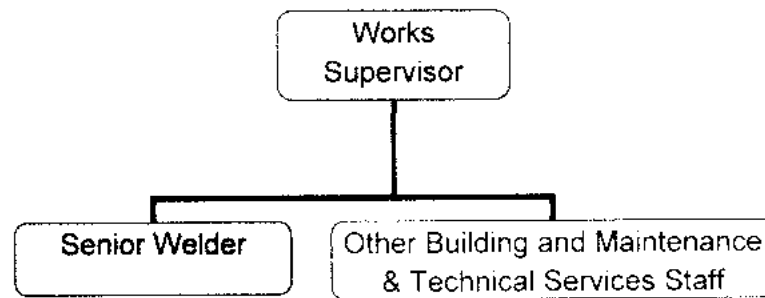 Works
Supervisor
Senior Welder
Other Building and Maintenance
& Technical Services Staff